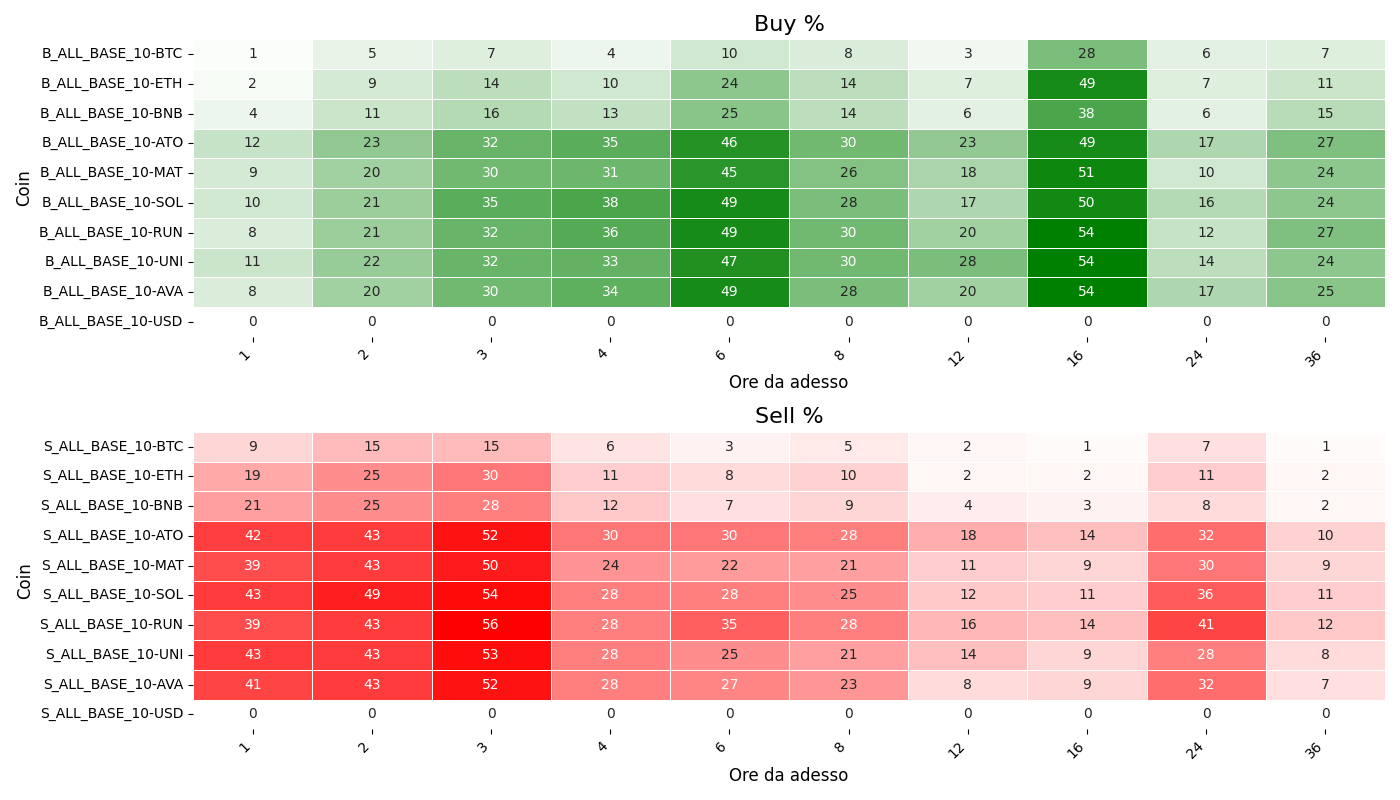 Buy %
Coin
B_ALL_BASE_10-BTC 1 5 7 4 10 8 3 28 6 7
B_ALL_BASE_10-ETH 2 9 14 10 24 14 7 49 7 11
B_ALL_BASE_10-BNB 4 11 16 13 25 14 6 38 6 15
B_ALL_BASE_10-ATO 12 23 32 35 46 30 23 49 17 27
B_ALL_BASE_10-MAT 9 20 30 31 45 26 18 51 10 24
B_ALL_BASE_10-SOL 10 21 35 38 49 28 17 50 16 24
B_ALL_BASE_10-RUN 8 21 32 36 49 30 20 54 12 27
B_ALL_BASE_10-UNI 11 22 32 33 47 30 28 54 14 24
B_ALL_BASE_10-AVA 8 20 30 34 49 28 20 54 17 25
B_ALL_BASE_10-USD 0 0 0 0 0 0 0 0 0 0
1 2 3 4 6 8 12 16 24 36
Ore da adesso
Sell %
Coin
S_ALL_BASE_10-BTC 9 15 15 6 3 5 2 1 7 1
S_ALL_BASE_10-ETH 19 25 30 11 8 10 2 2 11 2
S_ALL_BASE_10-BNB 21 25 28 12 7 9 4 3 8 2
S_ALL_BASE_10-ATO 42 43 52 30 30 28 18 14 32 10
S_ALL_BASE_10-MAT 39 43 50 24 22 21 11 9 30 9
S_ALL_BASE_10-SOL 43 49 54 28 28 25 12 11 36 11
S_ALL_BASE_10-RUN 39 43 56 28 35 28 16 14 41 12
S_ALL_BASE_10-UNI 43 43 53 28 25 21 14 9 28 8
S_ALL_BASE_10-AVA 41 43 52 28 27 23 8 9 32 7
S_ALL_BASE_10-USD 0 0 0 0 0 0 0 0 0 0
1 2 3 4 6 8 12 16 24 36
Ore da adesso